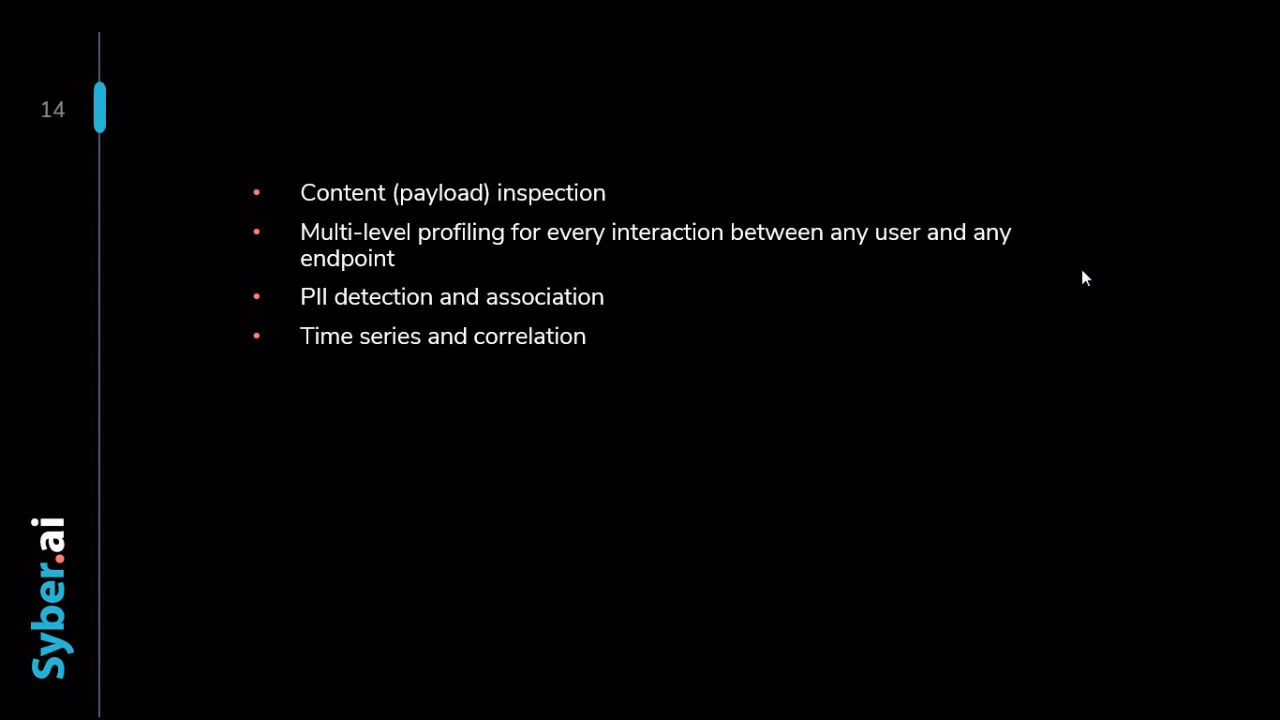 14
• Content (payload) inspection
• Multi-level profiling for every interaction between any user and any
endpoint
• PII detection and association
• Time series and correlation
Syber.ai